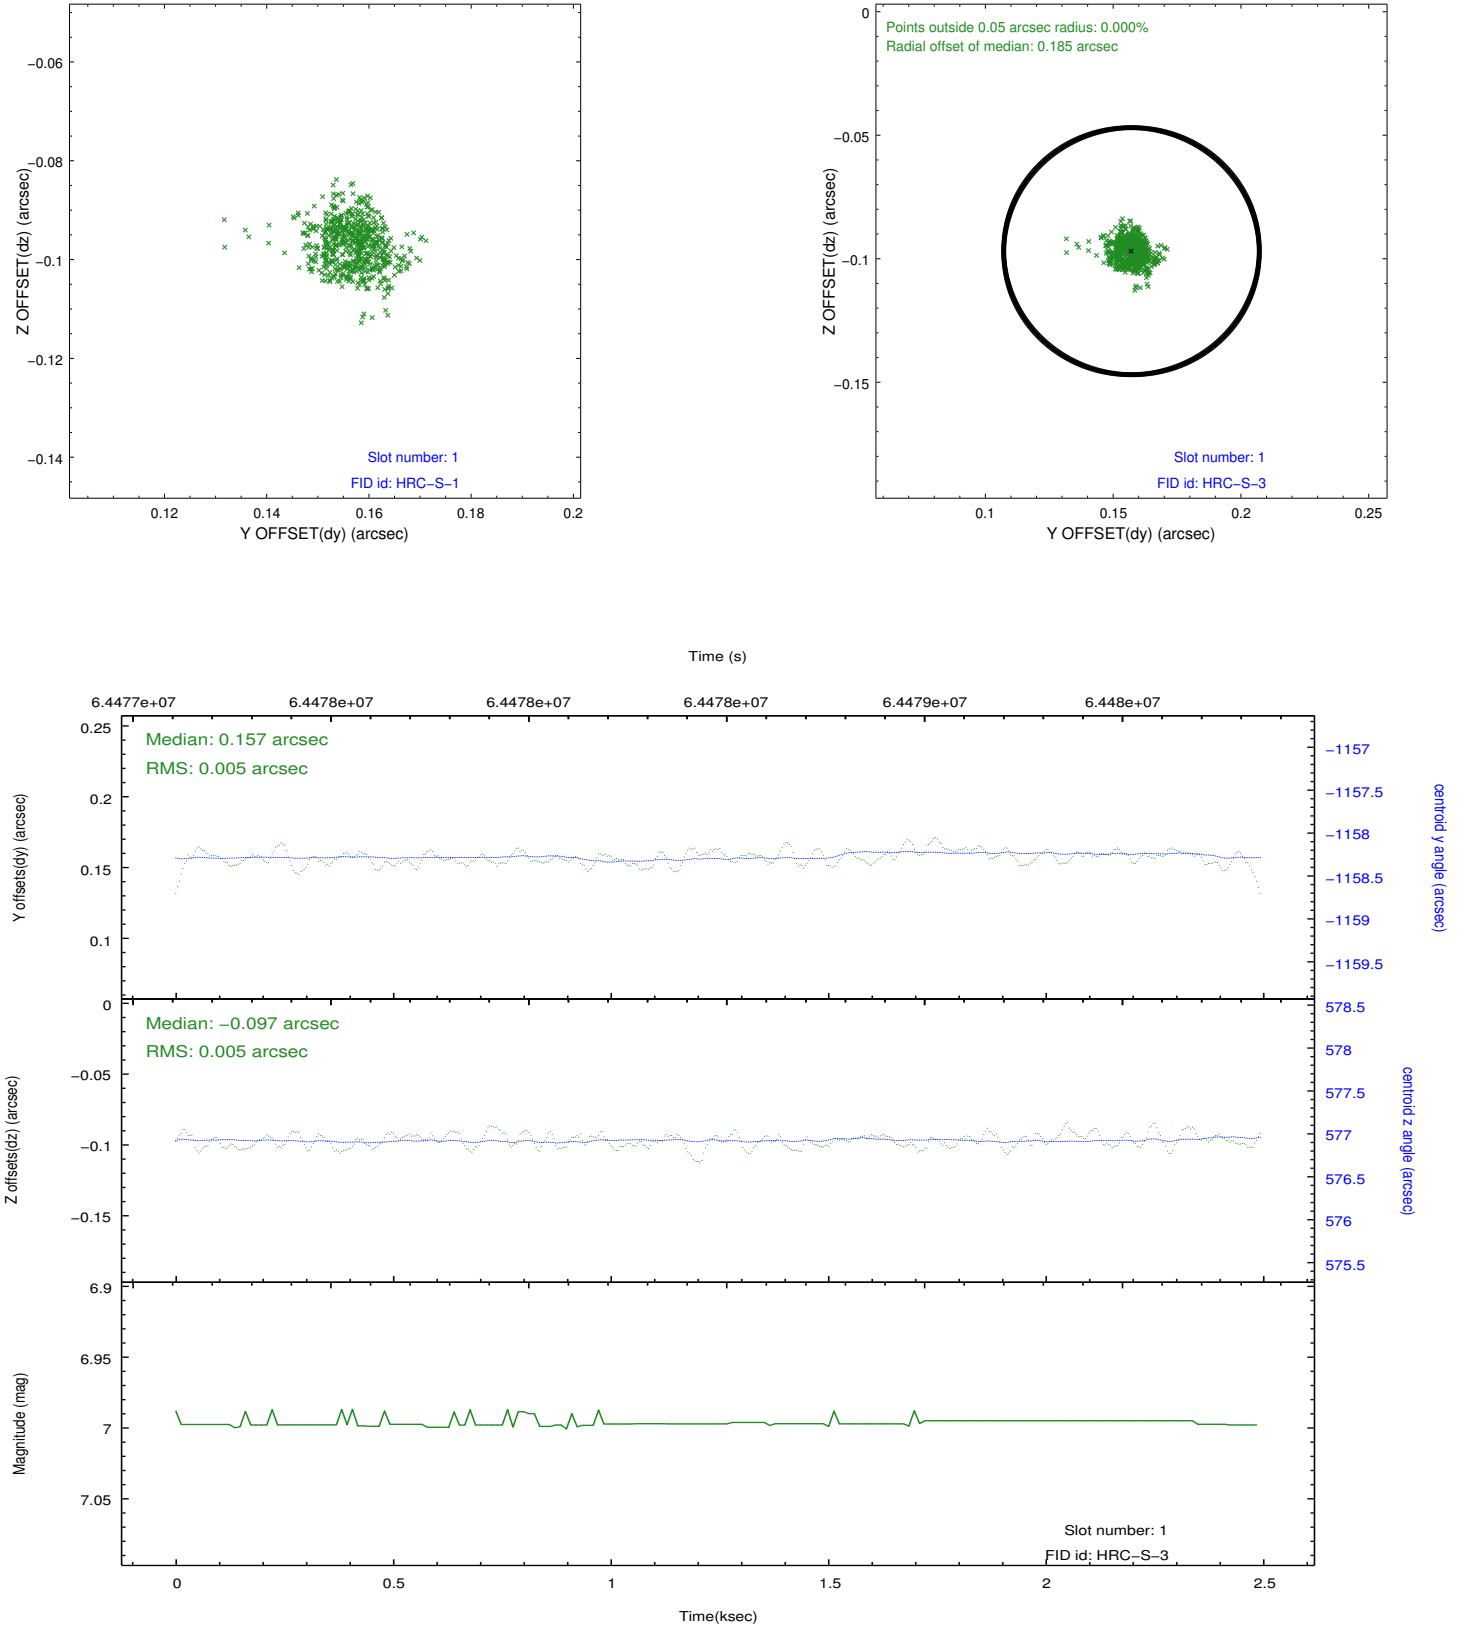 −0.06
−0.08
−0.1
−0.12
−0.14
Z OFFSET(dz) (arcsec)
Slot number: 1
FID id: HRC−S−1
0.12
0.14
0.16
0.18
0.2
Y OFFSET(dy) (arcsec)
Points outside 0.05 arcsec radius: 0.000%
Radial offset of median: 0.185 arcsec
0
−0.05
−0.1
−0.15
Z OFFSET(dz) (arcsec)
Slot number: 1
FID id: HRC−S−3
0.1
0.15
0.2
0.25
Y OFFSET(dy) (arcsec)
Time (s)
6.4477e+07
6.4478e+07
6.4478e+07
6.4478e+07
6.4479e+07
6.448e+07
Median: 0.157 arcsec
RMS: 0.005 arcsec
0.25
0.2
0.15
0.1
Y offsets(dy) (arcsec)
−1157
−1157.5
−1158
−1158.5
−1159
−1159.5
centroid y angle (arcsec)
Median: −0.097 arcsec
RMS: 0.005 arcsec
0
−0.05
−0.1
−0.15
Z offsets(dz) (arcsec)
578.5
578
577.5
577
576.5
576
575.5
centroid z angle (arcsec)
6.9
6.95
7
7.05
Magnitude (mag)
Slot number: 1
FID id: HRC−S−3
0
0.5
1
1.5
2
2.5
Time(ksec)